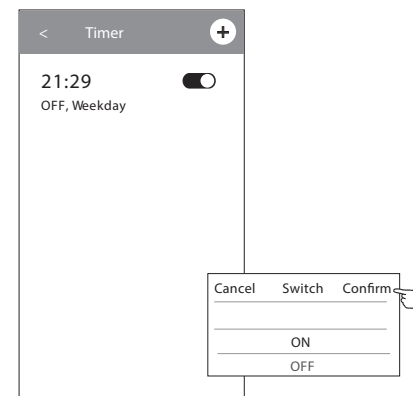 < Timer +
21:29
OFF, Weekday
Cancel Switch Confirm
ON
OFF